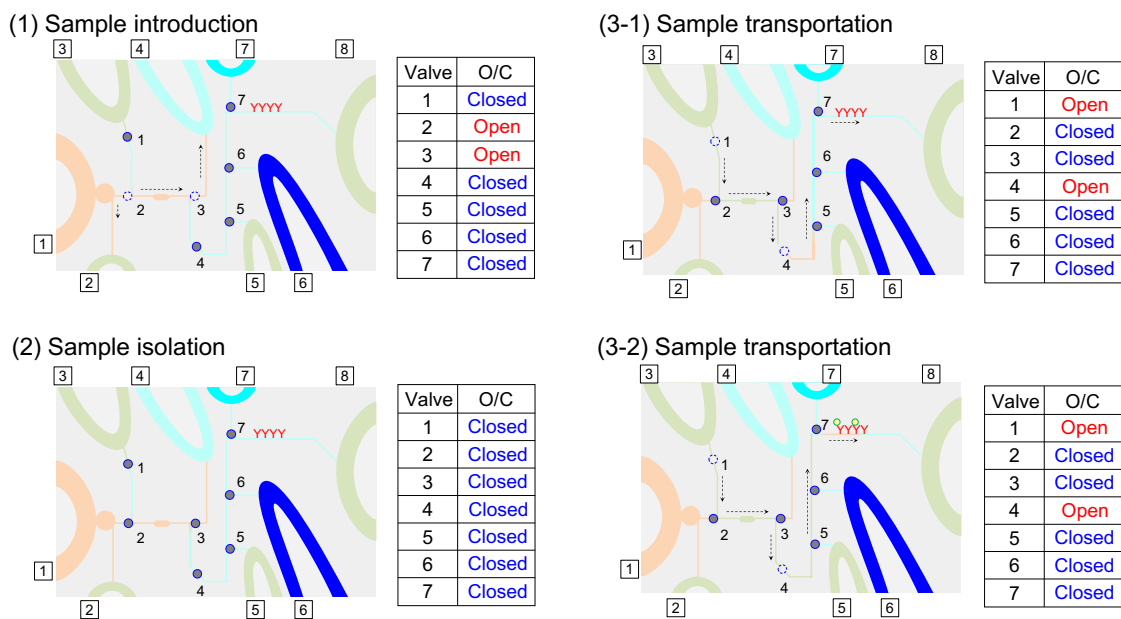 (1) Sample introduction
3 4 7 8
7 YYYY
1
6
2 3
5
4
1
2 5 6
Valve O/C
1 Closed
2 Open
3 Open
4 Closed
5 Closed
6 Closed
7 Closed
(3-1) Sample transportation
3 4 7 8
7 YYYY
1
6
2 3
5
4
1
2 5 6
Valve O/C
1 Open
2 Closed
3 Closed
4 Open
5 Closed
6 Closed
7 Closed
(2) Sample isolation
3 4 7 8
7 YYYY
1
6
2 3
5
4
1
2 5 6
Valve O/C
1 Closed
2 Closed
3 Closed
4 Closed
5 Closed
6 Closed
7 Closed
(3-2) Sample transportation
3 4 7 8
7 YYYY
1
6
2 3
5
4
1
2 5 6
Valve O/C
1 Open
2 Closed
3 Closed
4 Open
5 Closed
6 Closed
7 Closed